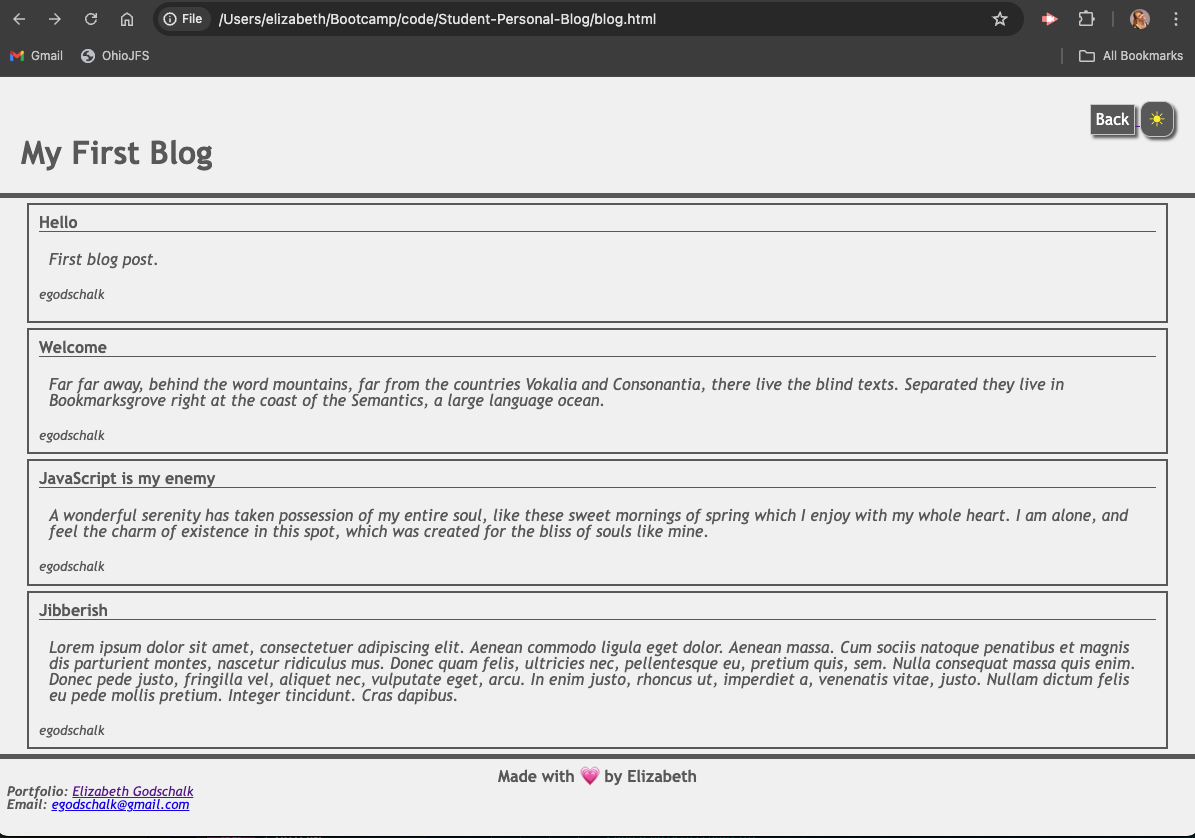 File /Users/elizabeth/Bootcamp/code/Student-Personal-Blog/blog.html
Gmail OhioJFS All Bookmarks
Back
My First Blog
Hello
First blog post.
egodschalk
Welcome
Far far away, behind the word mountains, far from the countries Vokalia and Consonantia, there live the blind texts. Separated they live in
Bookmarksgrove right at the coast of the Semantics, a large language ocean.
egodschalk
JavaScript is my enemy
A wonderful serenity has taken possession of my entire soul, like these sweet mornings of spring which I enjoy with my whole heart. I am alone, and
feel the charm of existence in this spot, which was created for the bliss of souls like mine.
egodschalk
Jibberish
Lorem ipsum dolor sit amet, consectetuer adipiscing elit. Aenean commodo ligula eget dolor. Aenean massa. Cum sociis natoque penatibus et magnis
dis parturient montes, nascetur ridiculus mus. Donec quam felis, ultricies nec, pellentesque eu, pretium quis, sem. Nulla consequat massa quis enim.
Donec pede justo, fringilla vel, aliquet nec, vulputate eget, arcu. In enim justo, rhoncus ut, imperdiet a, venenatis vitae, justo. Nullam dictum felis
eu pede mollis pretium. Integer tincidunt. Cras dapibus.
egodschalk
Made with 💗 by Elizabeth
Portfolio: Elizabeth Godschalk
Email: egodschalk@gmail.com